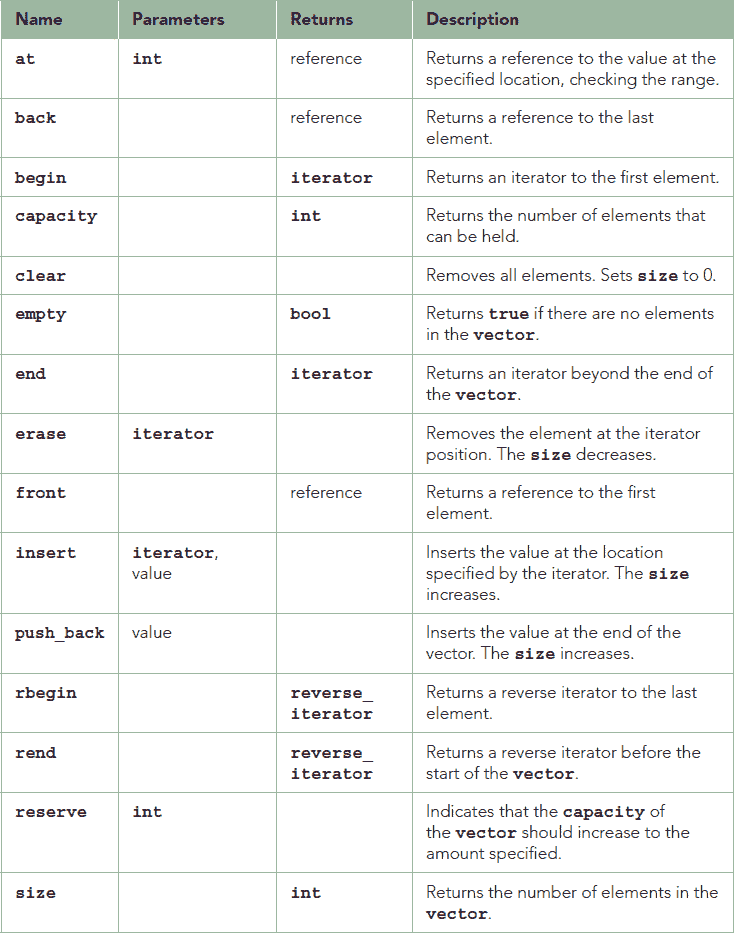 Name Parameters Returns Description
at int reference Returns a reference to the value at the
specified location, checking the range.
back reference Returns a reference to the last
element.
begin iterator Returns an iterator to the first element.
capacity int Returns the number of elements that
can be held.
clear Removes all elements. Sets size to 0.
empty bool Returns true if there are no elements
in the vector.
end iterator Returns an iterator beyond the end of
the vector.
erase iterator Removes the element at the iterator
position. The size decreases.
front reference Returns a reference to the first
element.
insert iterator, Inserts the value at the location
value specified by the iterator. The size
increases.
push_back value Inserts the value at the end of the
vector. The size increases.
rbegin reverse_ Returns a reverse iterator to the last
iterator element.
rend reverse_ Returns a reverse iterator before the
iterator start of the vector.
reserve int Indicates that the capacity of
the vector should increase to the
amount specified.
size int Returns the number of elements in the
vector.